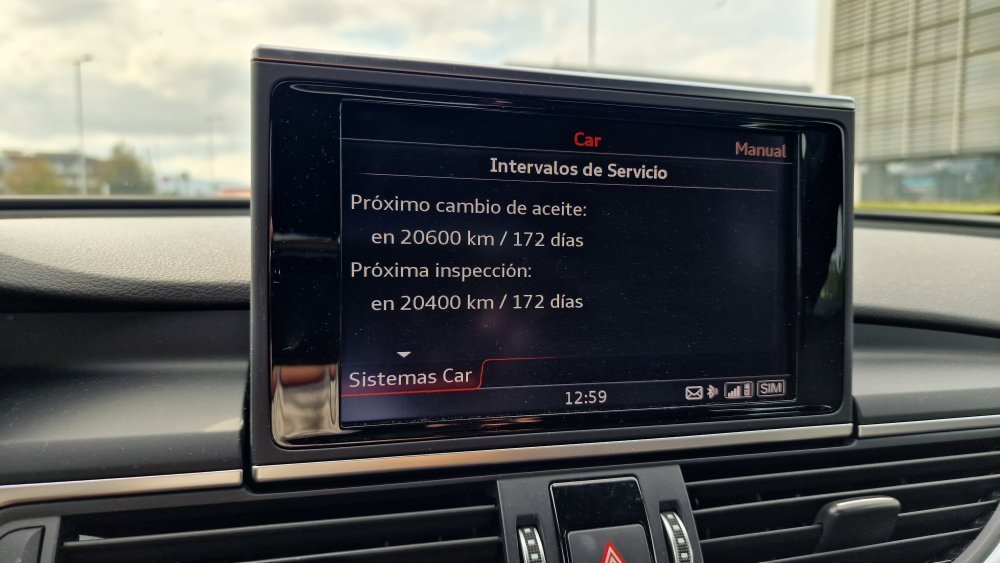 Car
Manual
Intervalos de Servicio
Próximo cambio de aceite:
en 20600 km / 172 días
Próxima inspección:
en 20400 km / 172 días
Sistemas Car
12:59
SIM